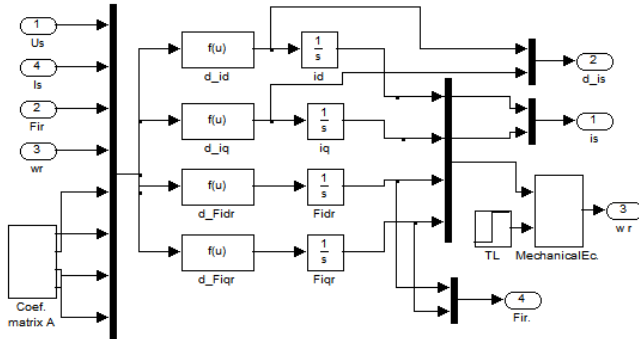 1
Us
4
Is
2
Fir
3
wr
Coef.
matrix A
f(u)
d_id
f(u)
d_iq
f(u)
d_Fidr
f(u)
d_Fiqr
1
s
id
1
s
iq
1
s
Fidr
1
s
Fiqr
TL
MechanicalEc.
2
d_is
1
is
3
w r
4
Fir.